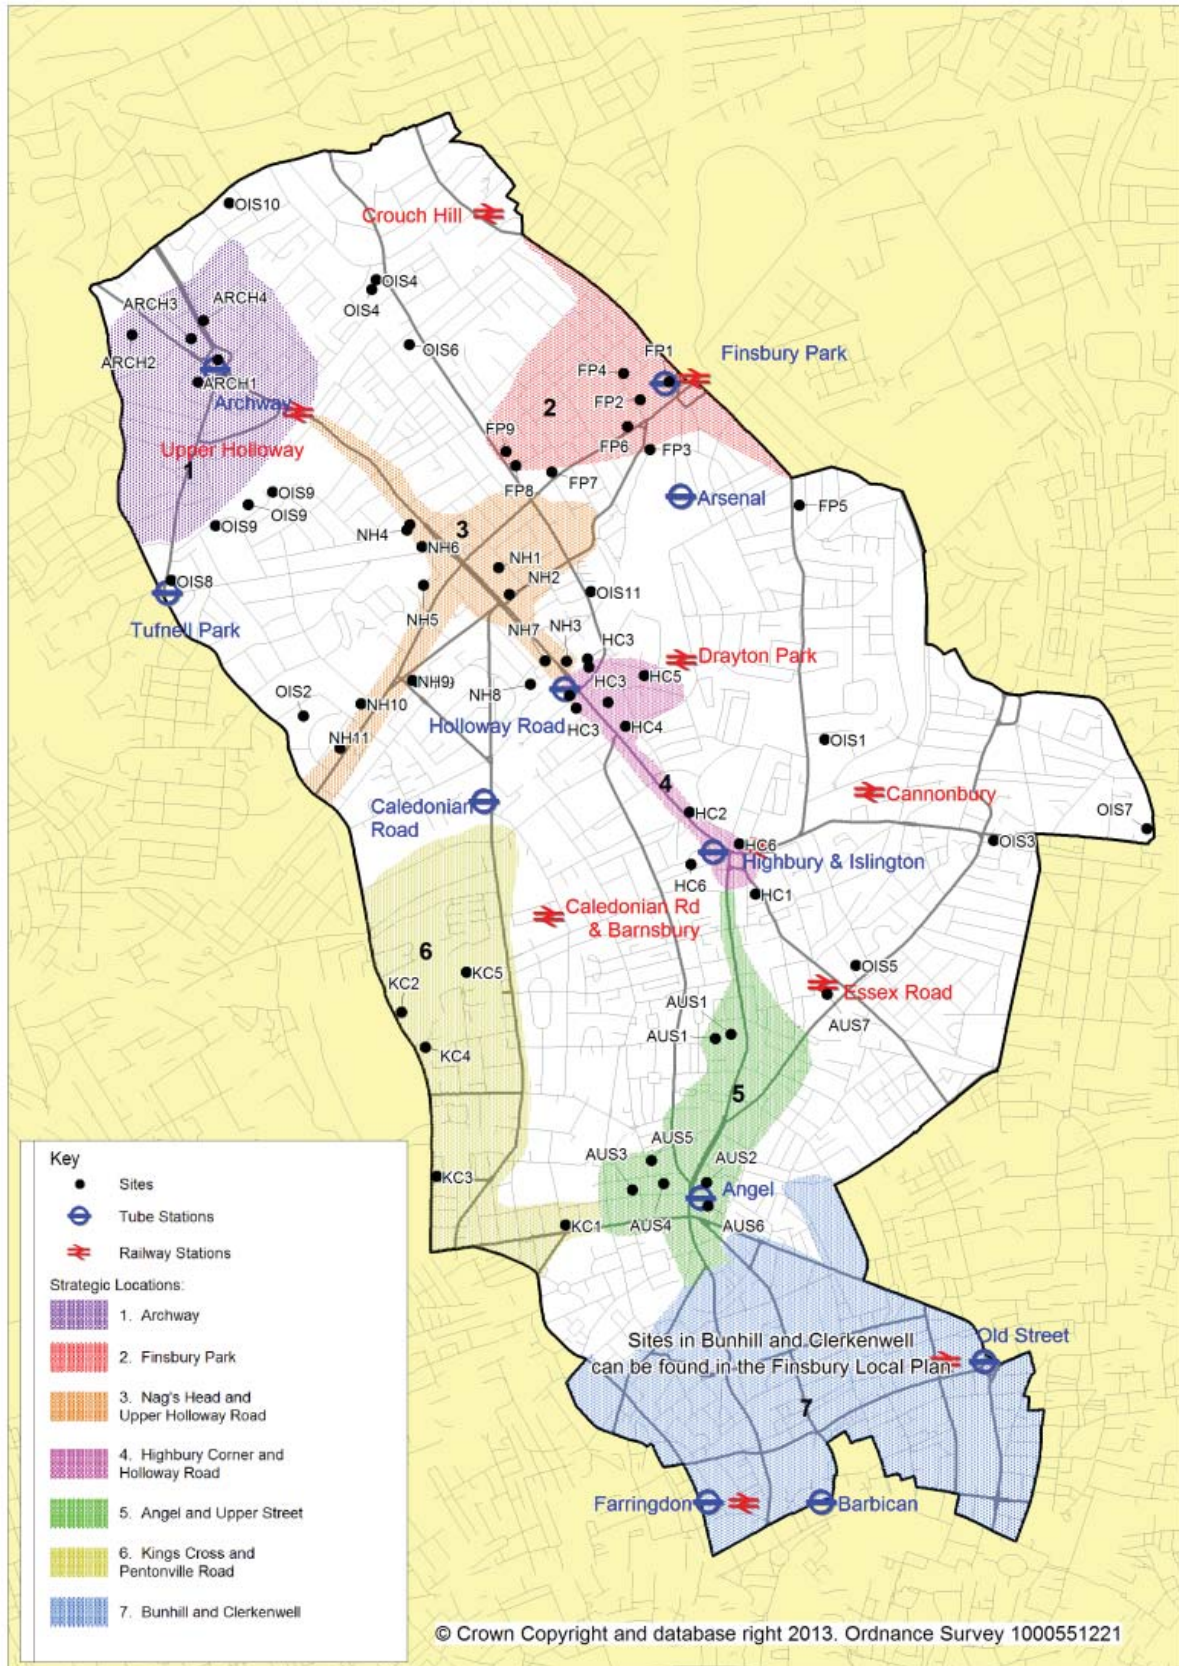 OIS10
Crouch Hill
OIS4
OIS4
ARCH3
ARCH4
ARCH2
OIS6
FP1
Finsbury Park
FP4
ARCH1
Archway
FP2
2
FP9
FP6
FP3
Upper Holloway
1
FP8
FP7
OIS9
OIS9
OIS9
Arsenal
FP5
3
NH4
NH6
NH1
NH2
OIS8
OIS11
NH5
Tufnell Park
NH7
NH3
HC3
Drayton Park
HC3
HC5
NH9
NH8
OIS2
NH10
Holloway Road
HC3
HC4
NH11
OIS1
4
Cannonbury
Caledonian
Road
HC2
OIS7
HC6
OIS3
Highbury & Islington
HC6
HC1
Caledonian Rd
& Barnsbury
6
KC5
OIS5
KC2
Essex Road
AUS1
AUS1
AUS7
KC4
5
AUS5
AUS3
AUS2
KC3
Angel
AUS4
AUS6
KC1
Sites in Bunhill and Clerkenwell
can be found in the Finsbury Local Plan
Old Street
7
Farringdon
Barbican
Key
Sites
Tube Stations
Railway Stations
Strategic Locations:
1. Archway
2. Finsbury Park
3. Nag's Head and
Upper Holloway Road
4. Highbury Corner and
Holloway Road
5. Angel and Upper Street
6. Kings Cross and
Pentonville Road
7. Bunhill and Clerkenwell
© Crown Copyright and database right 2013. Ordnance Survey 1000551221